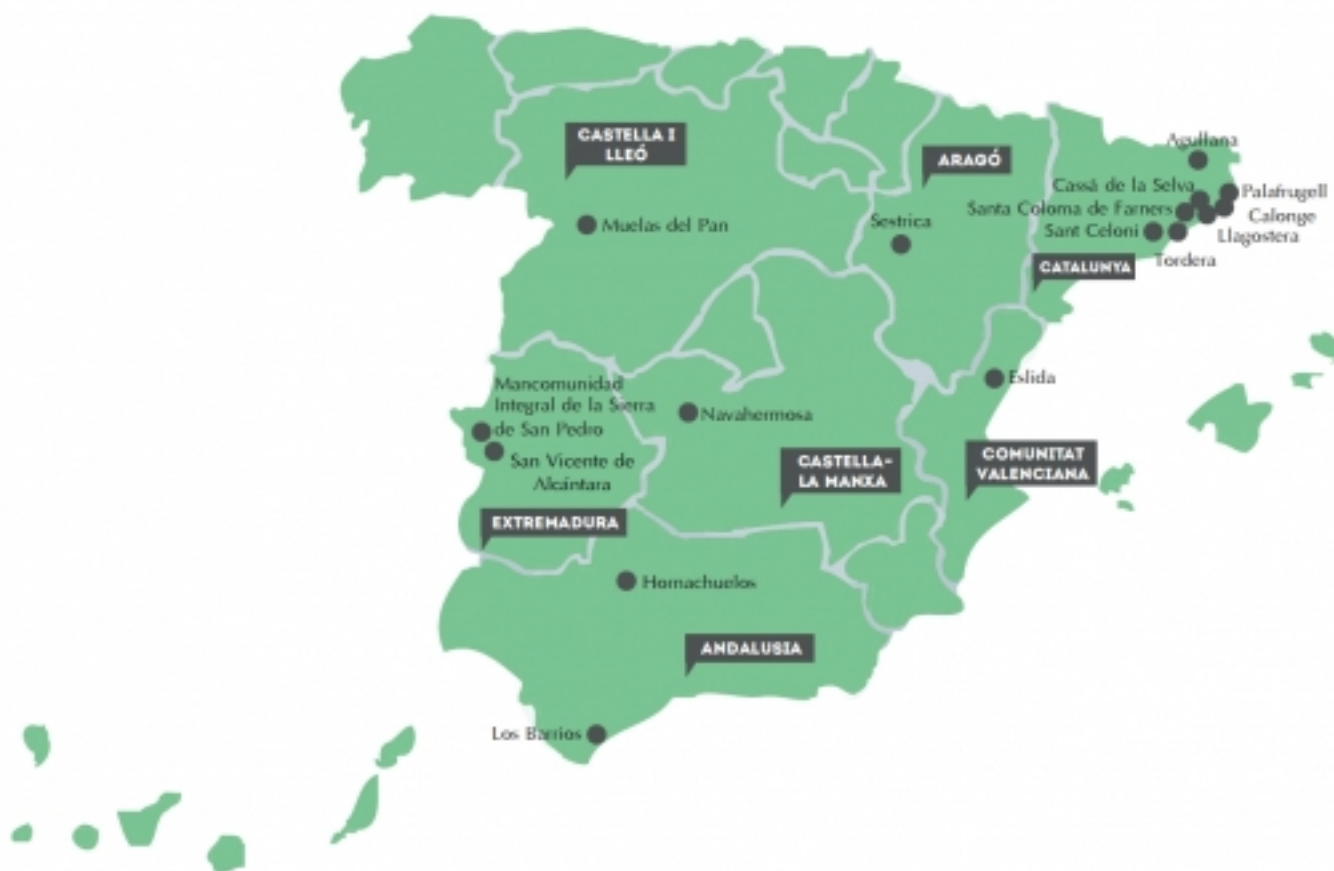 CASTELLA I
LLEÓ
ARAGÓ
Agullana
Cassà de la Selva
Palafrugell
Santa Coloma de Farners
Calonge
Sestrica
Muelas del Pan
Sant Celoni
Llagostera
Tordera
CATALUNYA
Mancomunidad
Integral de la Sierra
de San Pedro
Eslida
Navahermosa
San Vicente de
Alcántara
CASTELLA-
LA MANXA
COMUNITAT
VALENCIANA
EXTREMADURA
Hornachuelos
ANDALUSIA
Los Barrios